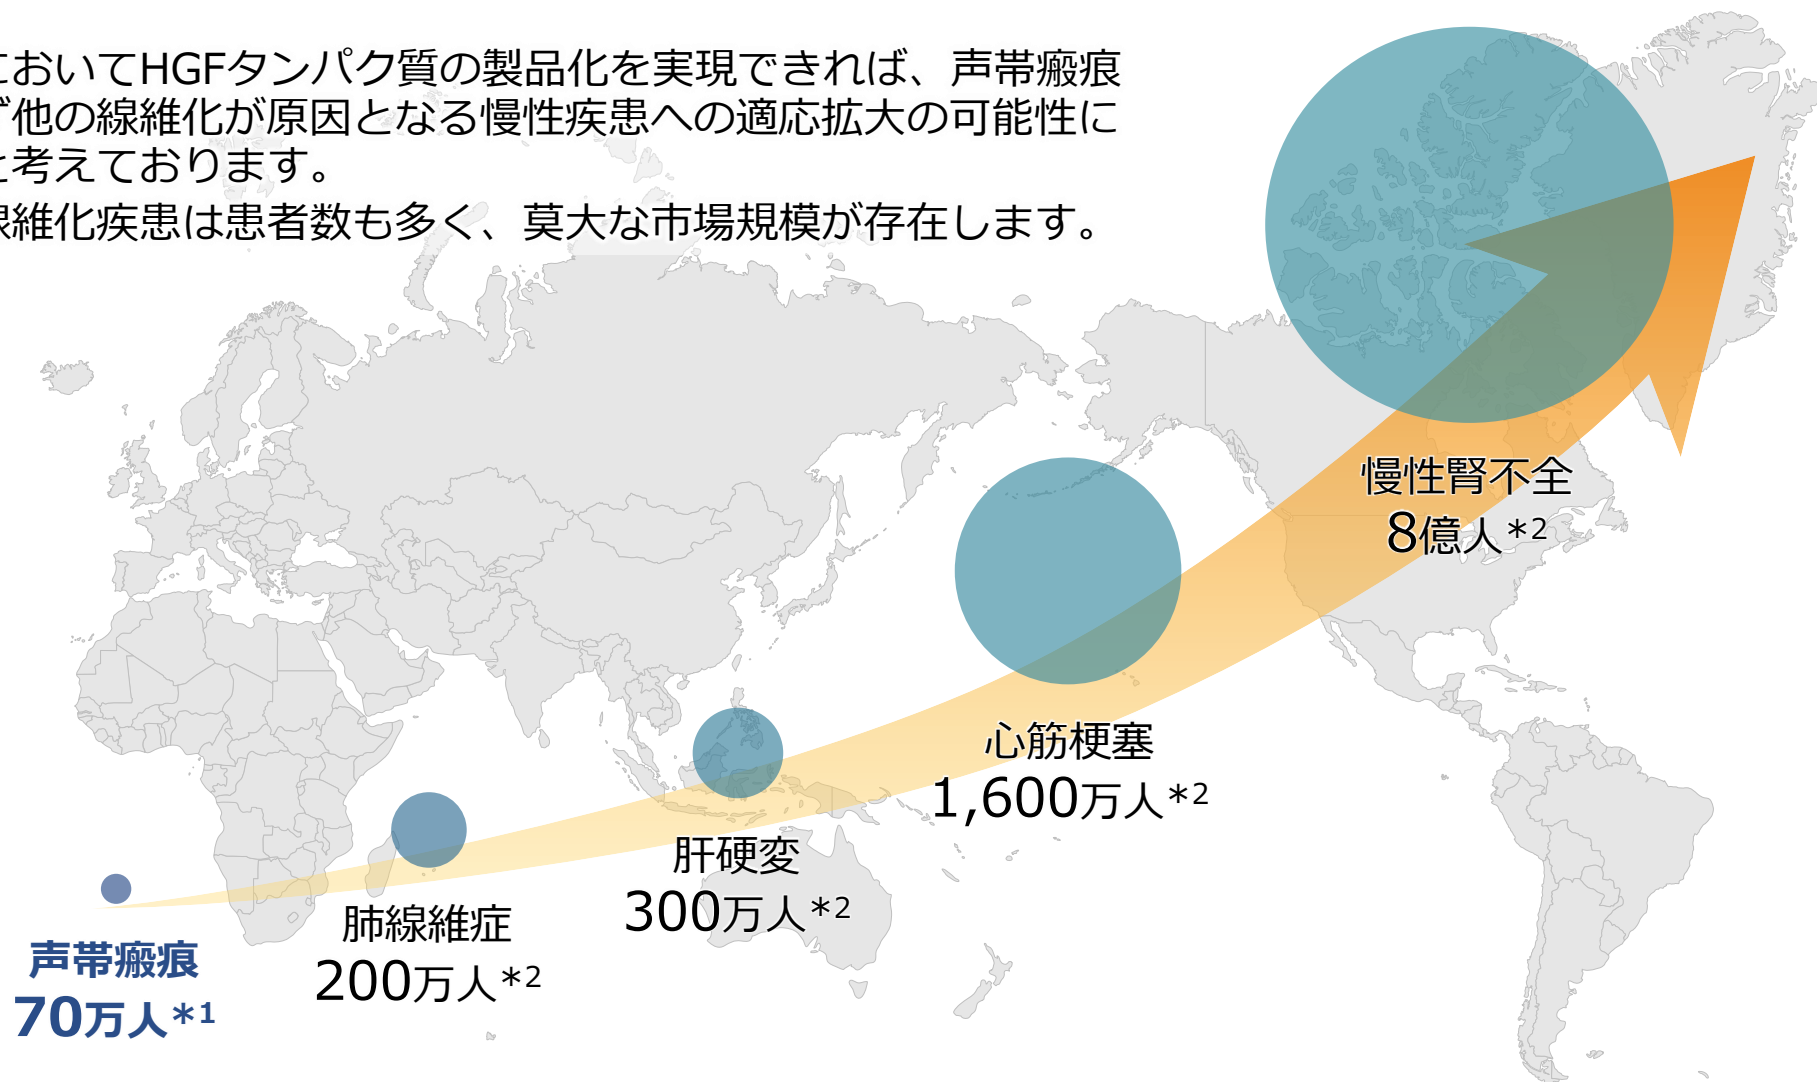 においてHGFタンパク質の製品化を実現できれば、声帯瘢痕
ず他の線維化が原因となる慢性疾患への適応拡大の可能性に
と考えております。
線維化疾患は患者数も多く、莫大な市場規模が存在します。
慢性腎不全
8億人*2
心筋梗塞
1,600万人*2
肝硬変
300万人*2
肺線維症
200万人*2
声帯瘢痕
70万人*1